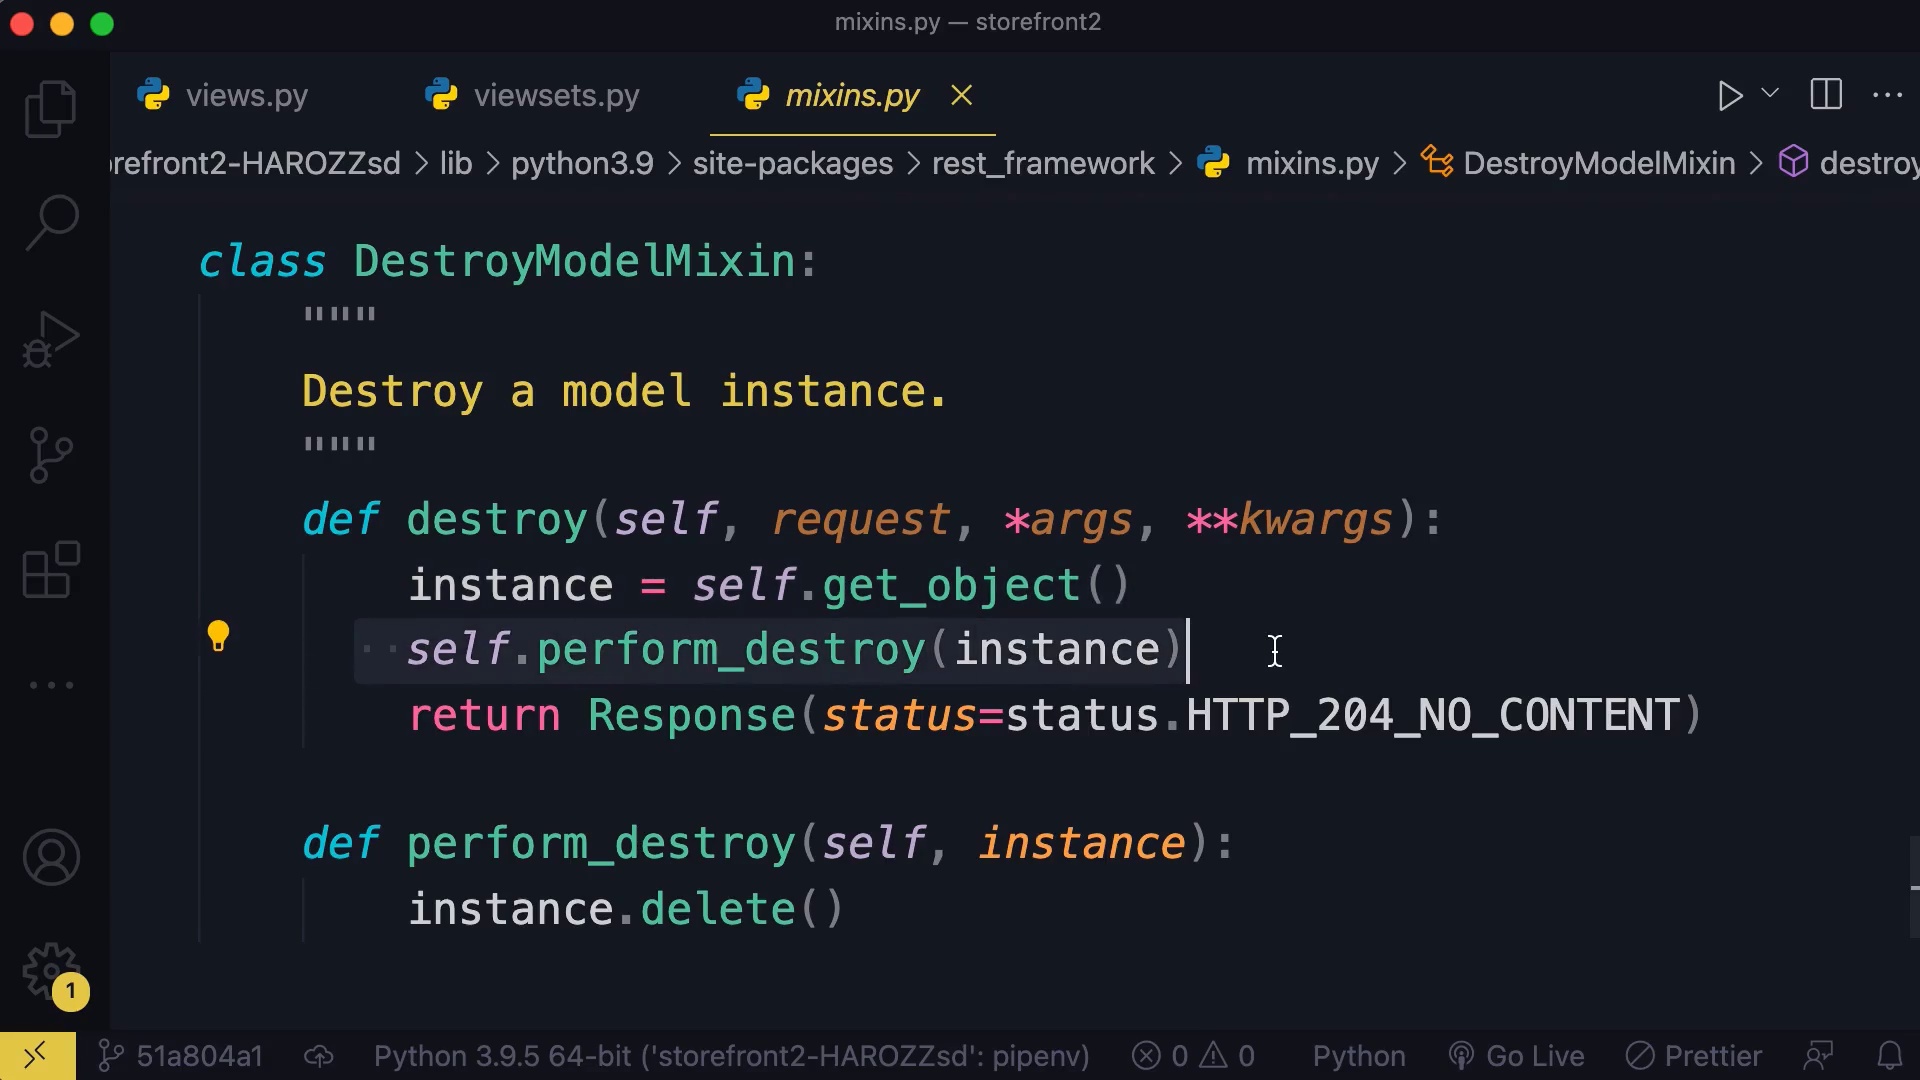 mixins.py — storefront2
views.py viewsets.py mixins.py
refront2-HAROZZsd > lib > python3.9 > site-packages > rest_framework > mixins.py > DestroyModelMixin > destroy
class DestroyModelMixin:
"""
Destroy a model instance.
"""
def destroy(self, request, *args, **kwargs):
instance = self.get_object()
self.perform_destroy(instance)
return Response(status=status.HTTP_204_NO_CONTENT)
def perform_destroy(self, instance):
instance.delete()
1
51a804a1 Python 3.9.5 64-bit ('storefront2-HAROZZsd': pipenv) 0 0 Python Go Live Prettier